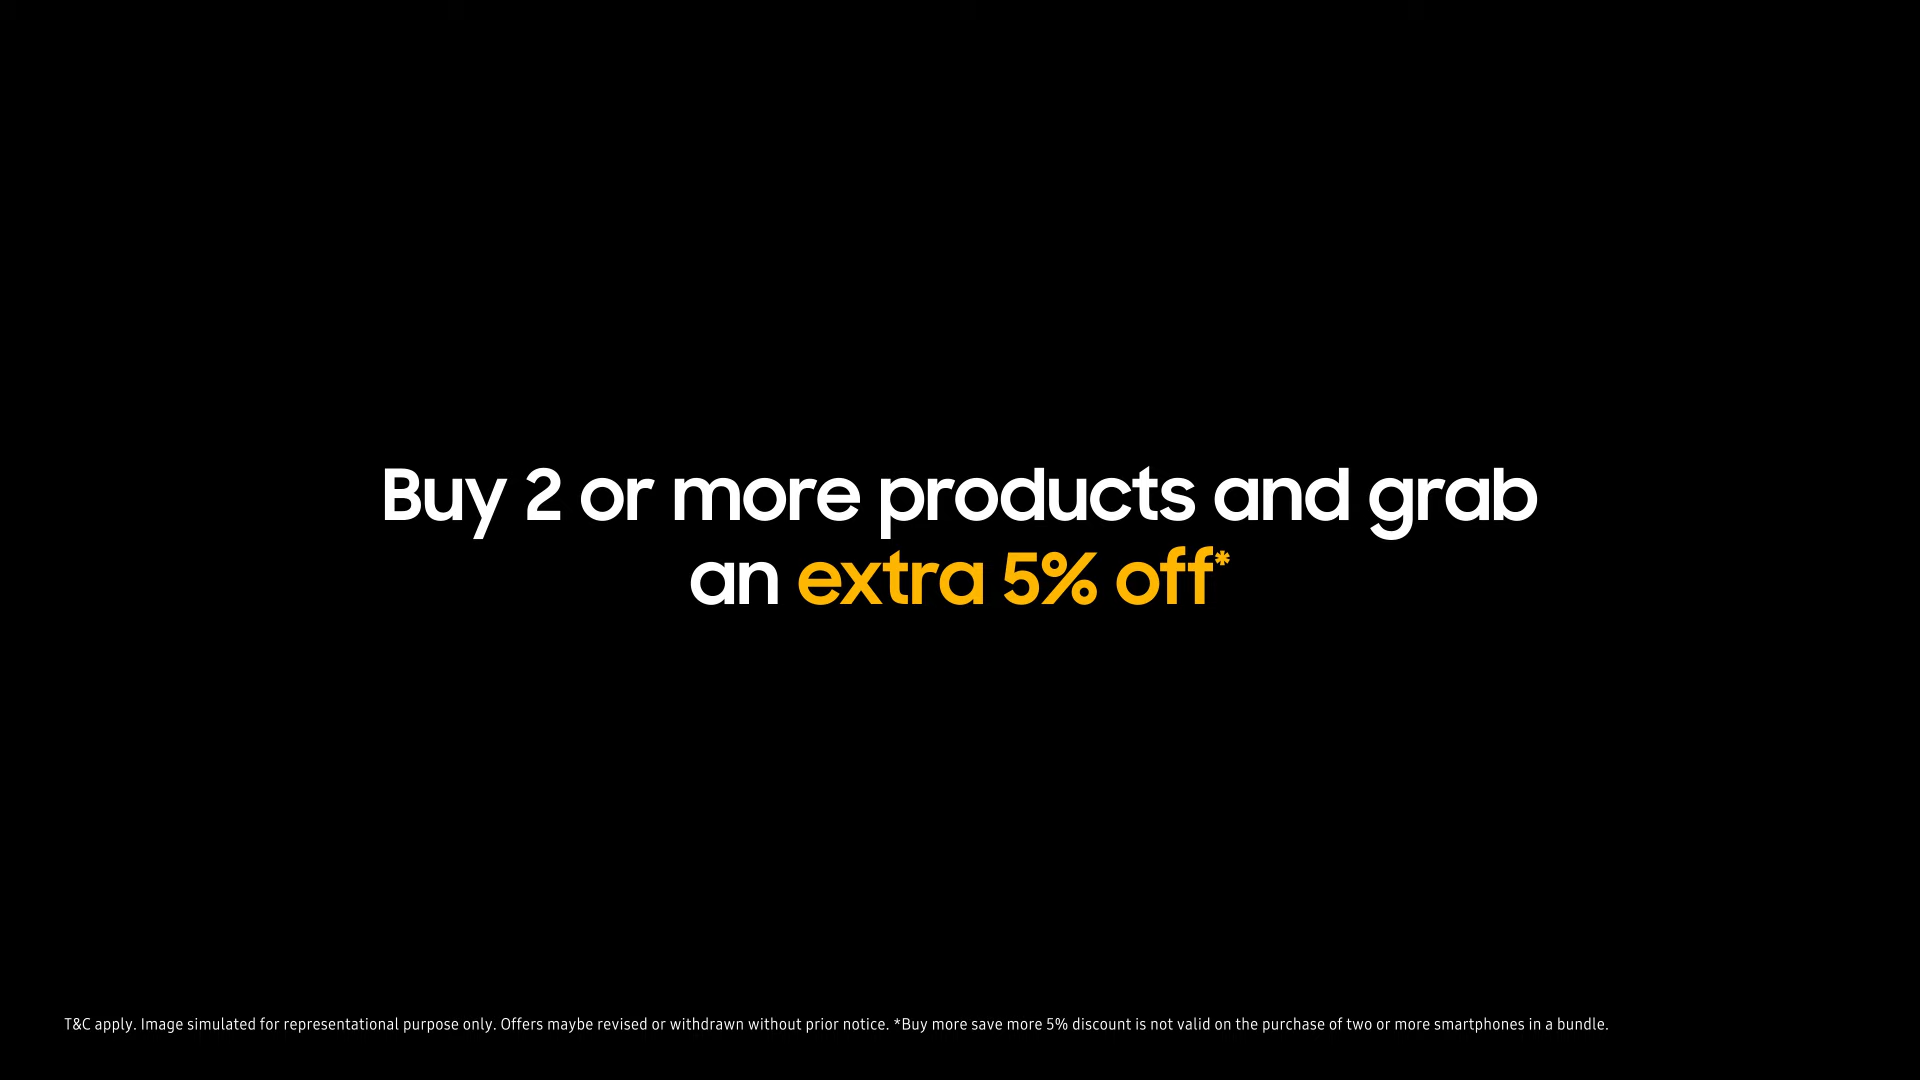 Buy 2 or more products and grab
an extra 5% off*
T&C apply. Image simulated for representational purpose only. Offers maybe revised or withdrawn without prior notice. *Buy more save more 5% discount is not valid on the purchase of two or more smartphones in a bundle.